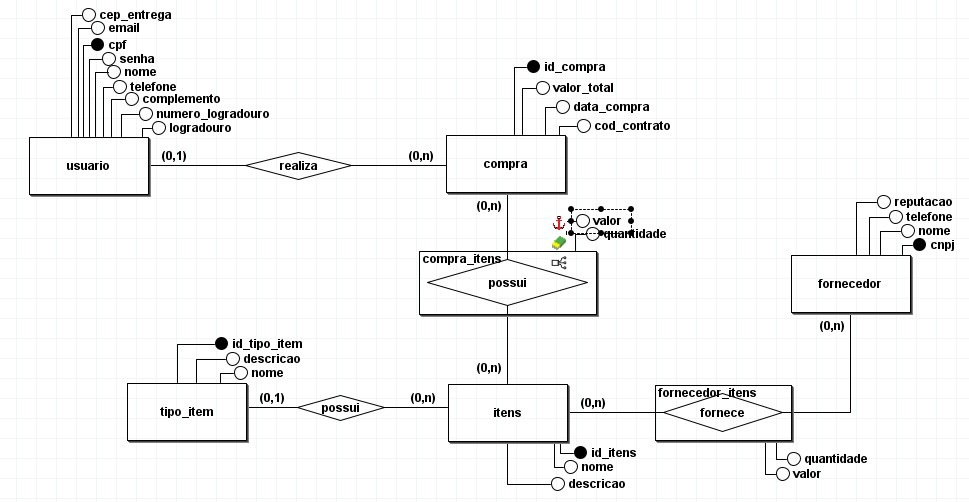 cep_entrega
email
cpf
senha
nome
telefone
complemento
numero_logradouro
logradouro
usuario
(0,1)
realiza
(0,n)
id_compra
valor_total
data_compra
cod_contrato
compra
(0,n)
valor
quantidade
compra_itens
possui
(0,n)
reputacao
telefone
nome
cnpj
fornecedor
(0,n)
id_tipo_item
descricao
nome
tipo_item
(0,1)
possui
(0,n)
itens
(0,n)
fornecedor_itens
fornece
id_itens
nome
descricao
quantidade
valor